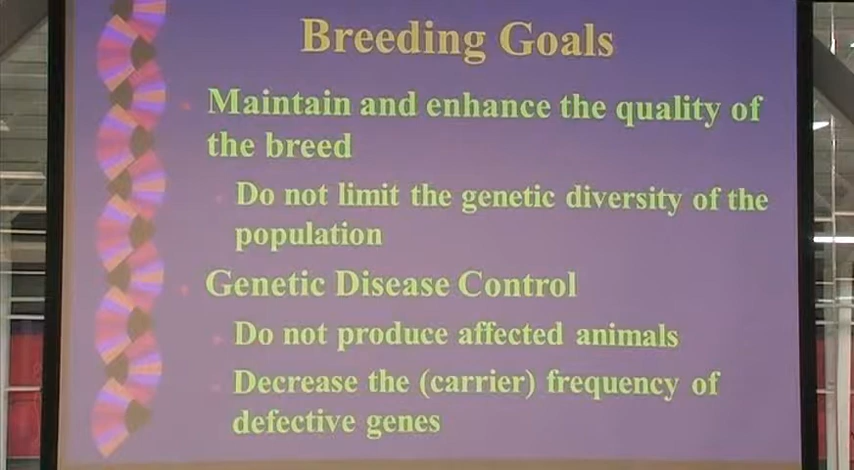 Breeding Goals
Maintain and enhance the quality of
the breed
Do not limit the genetic diversity of the
population
Genetic Disease Control
Do not produce affected animals
Decrease the (carrier) frequency of
defective genes